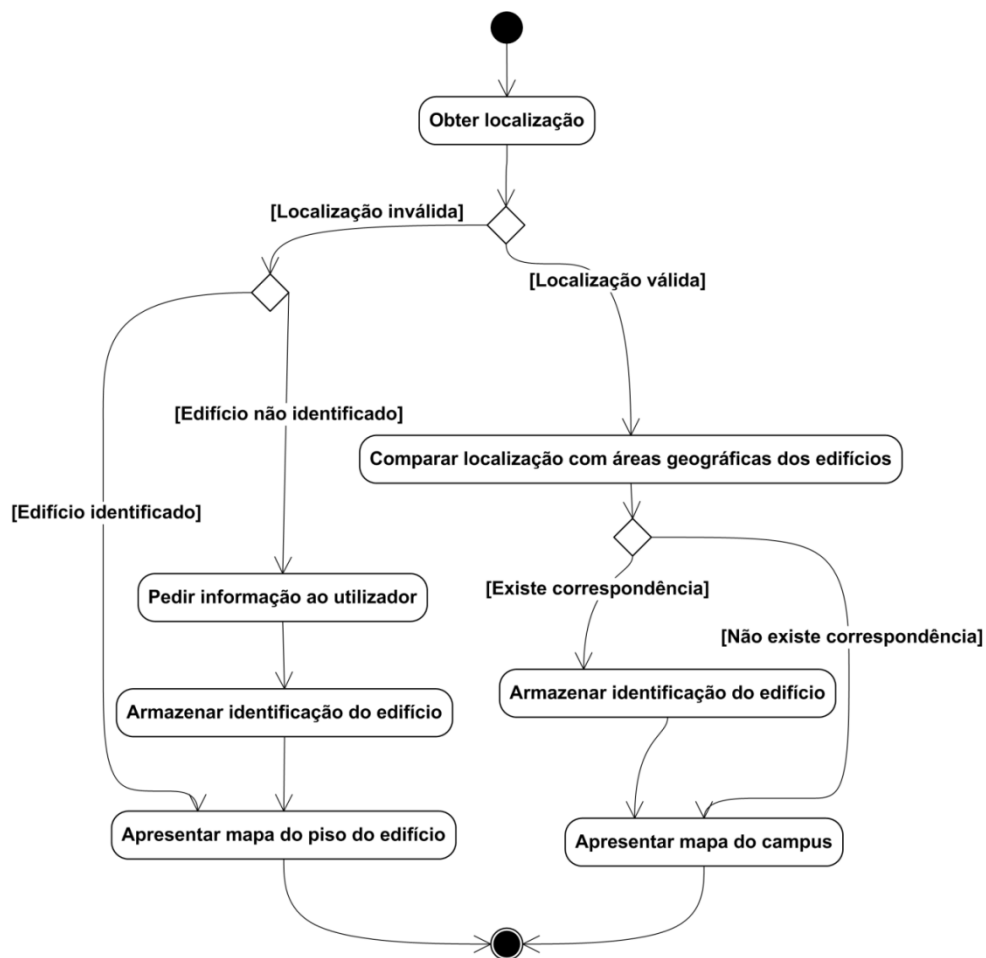 Obter localização
[Localização inválida]
[Localização válida]
[Edifício não identificado]
Comparar localização com áreas geográficas dos edifícios
[Edifício identificado]
Pedir informação ao utilizador
[Existe correspondência]
[Não existe correspondência]
Armazenar identificação do edifício
Armazenar identificação do edifício
Apresentar mapa do piso do edifício
Apresentar mapa do campus